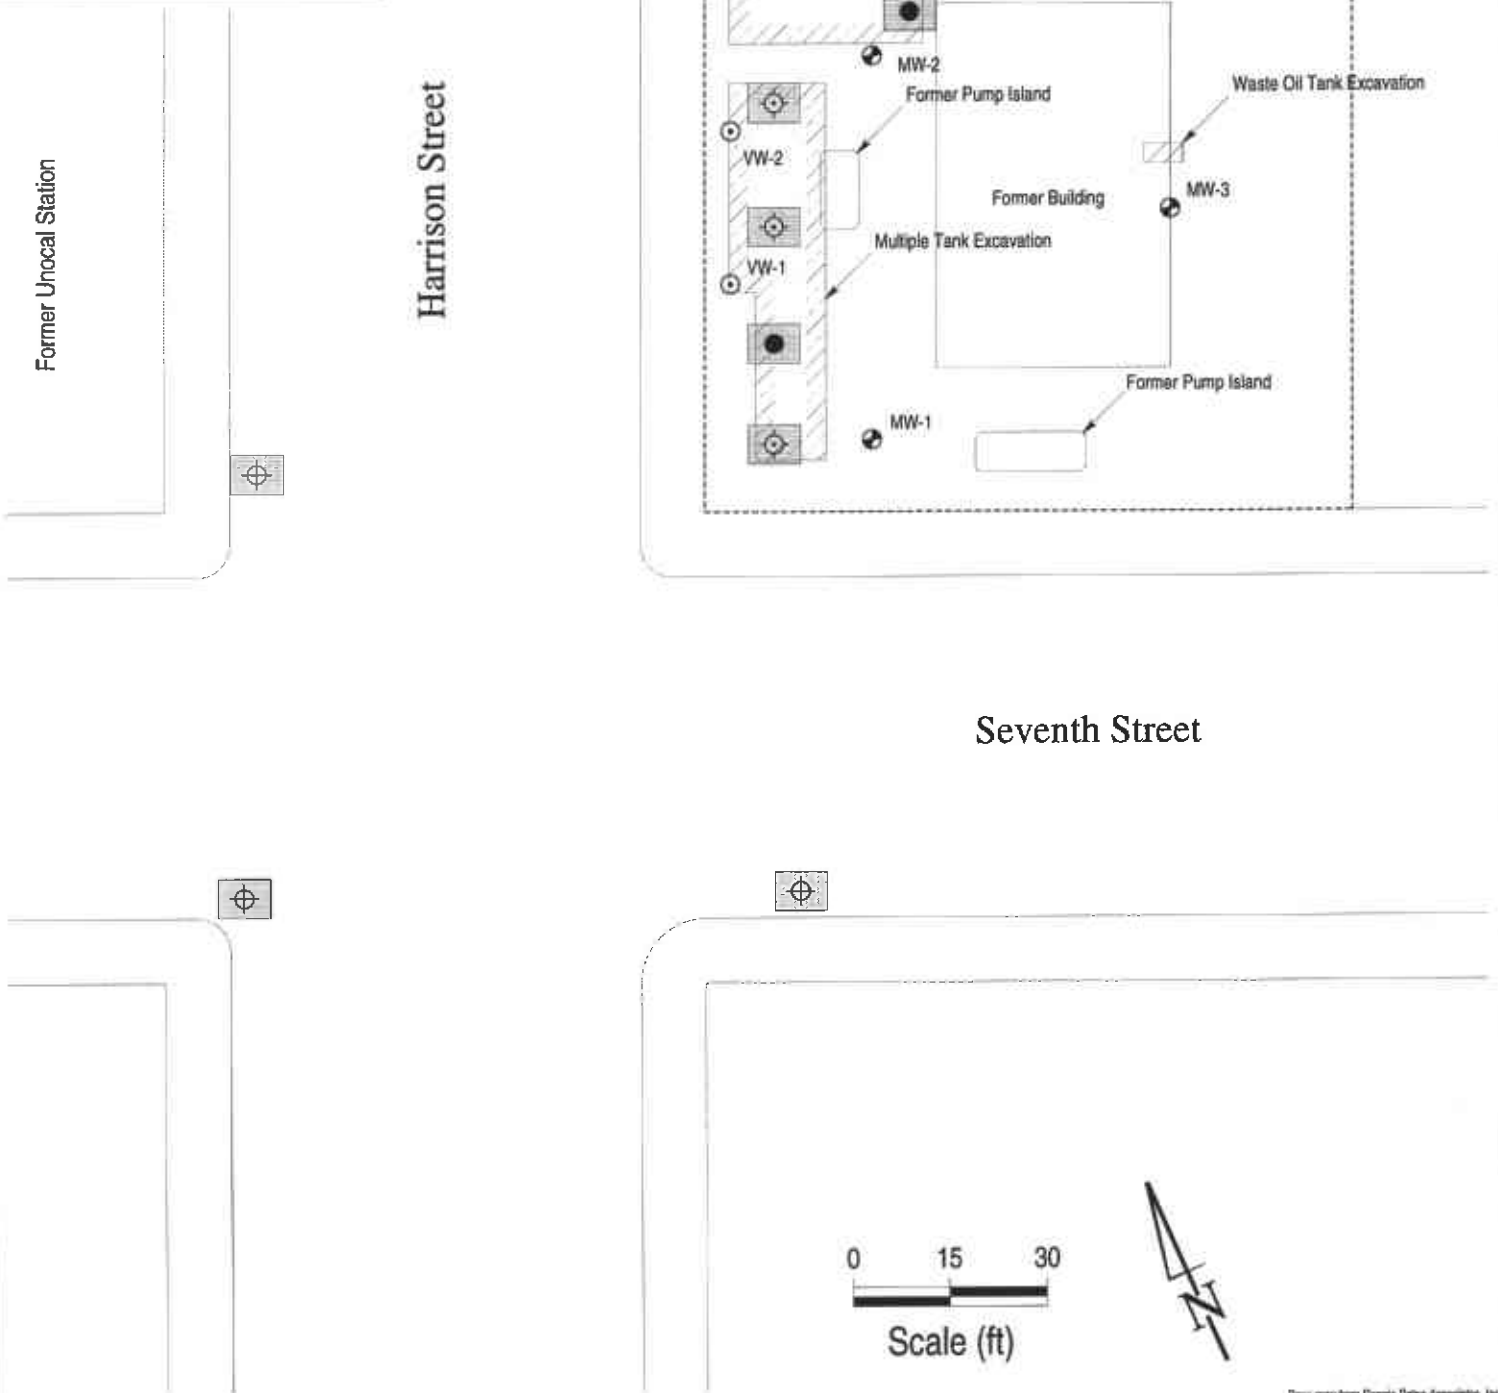 MW-2
Waste Oil Tank Excavation
Former Pump Island
Harrison Street
Former Unocal Station
VW-2
Former Building
MW-3
Multiple Tank Excavation
VW-1
Former Pump Island
MW-1
Seventh Street
0 15 30
Scale (ft)
N